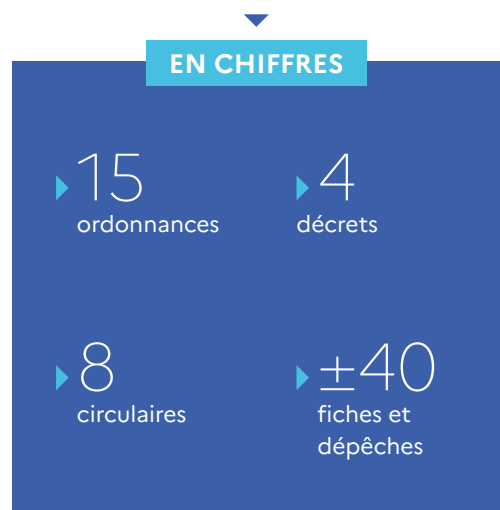 EN CHIFFRES
15
ordonnances
4
décrets
8
circulaires
±40
fiches et
dépêches